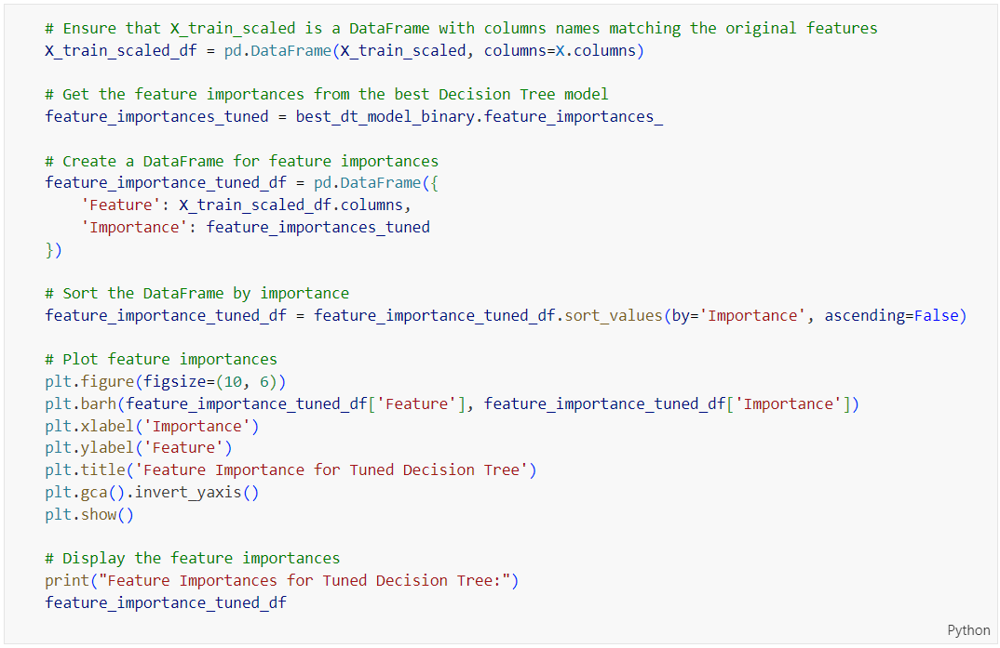 # Ensure that X_train_scaled is a DataFrame with columns names matching the original features
X_train_scaled_df = pd.DataFrame(X_train_scaled, columns=X.columns)

# Get the feature importances from the best Decision Tree model
feature_importances_tuned = best_dt_model_binary.feature_importances_

# Create a DataFrame for feature importances
feature_importance_tuned_df = pd.DataFrame({
    'Feature': X_train_scaled_df.columns,
    'Importance': feature_importances_tuned
})

# Sort the DataFrame by importance
feature_importance_tuned_df = feature_importance_tuned_df.sort_values(by='Importance', ascending=False)

# Plot feature importances
plt.figure(figsize=(10, 6))
plt.barh(feature_importance_tuned_df['Feature'], feature_importance_tuned_df['Importance'])
plt.xlabel('Importance')
plt.ylabel('Feature')
plt.title('Feature Importance for Tuned Decision Tree')
plt.gca().invert_yaxis()
plt.show()

# Display the feature importances
print("Feature Importances for Tuned Decision Tree:")
feature_importance_tuned_df
Python